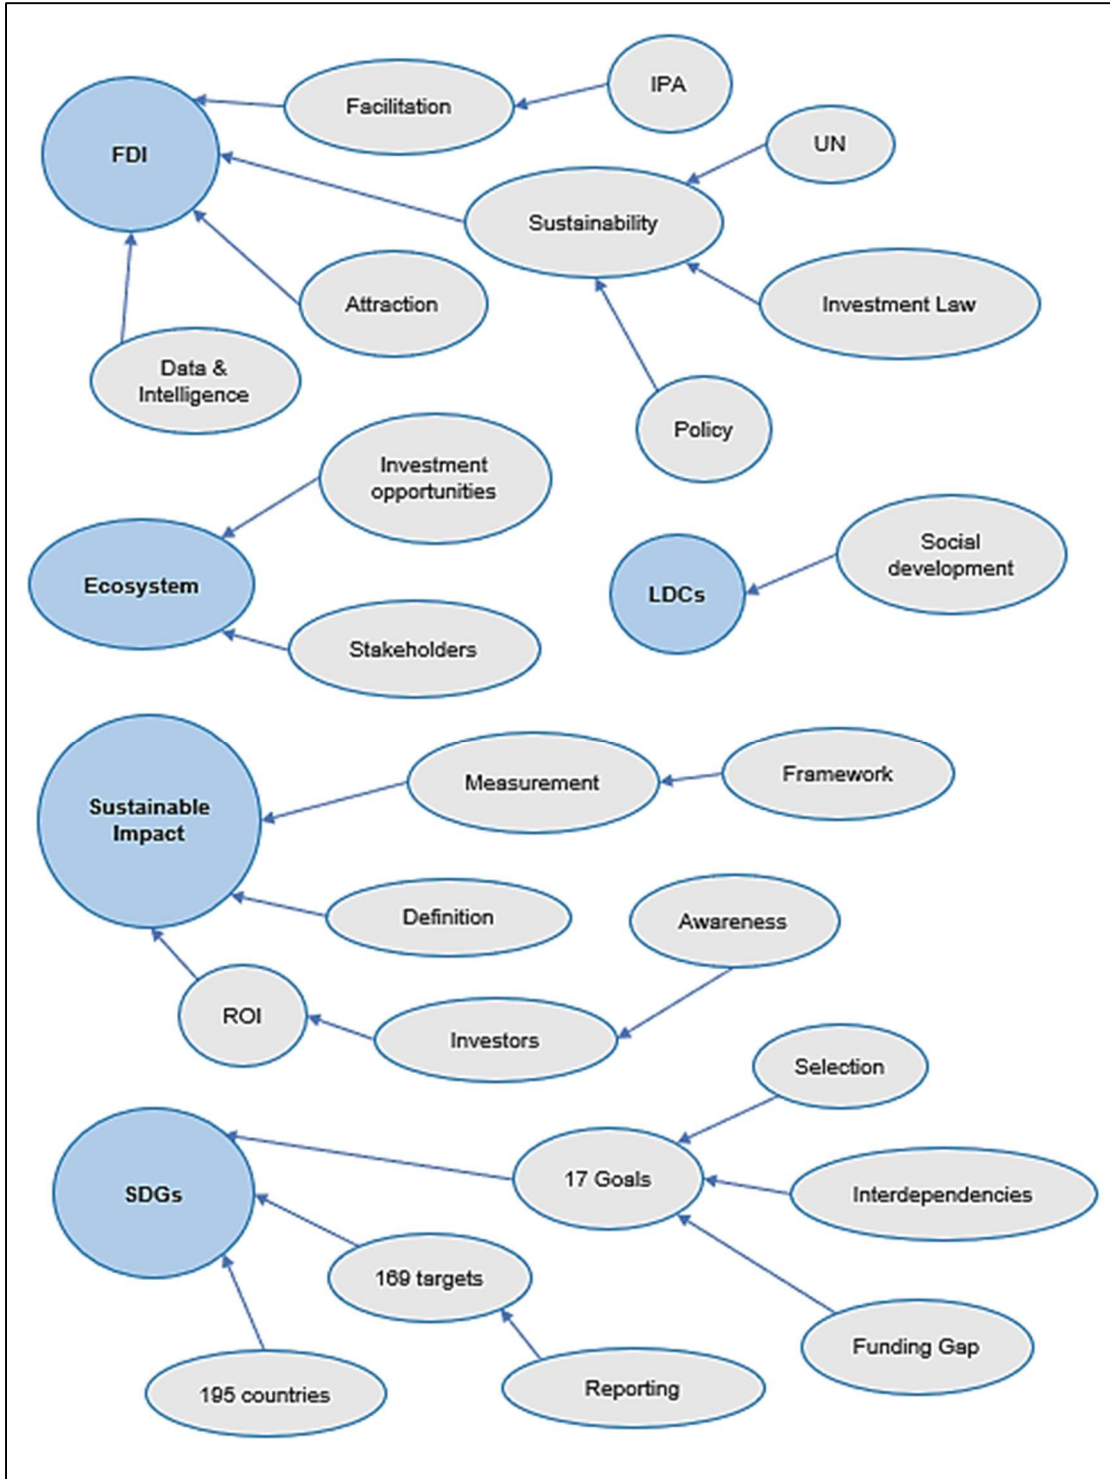 IPA
Facilitation
UN
FDI
Sustainability
Attraction
Investment Law
Data &
Intelligence
Policy
Investment
opportunities
Social
development
Ecosystem
LDCs
Stakeholders
Measurement
Framework
Sustainable
Impact
Definition
Awareness
ROI
Investors
Selection
17 Goals
Interdependencies
SDGs
169 targets
Funding Gap
195 countries
Reporting